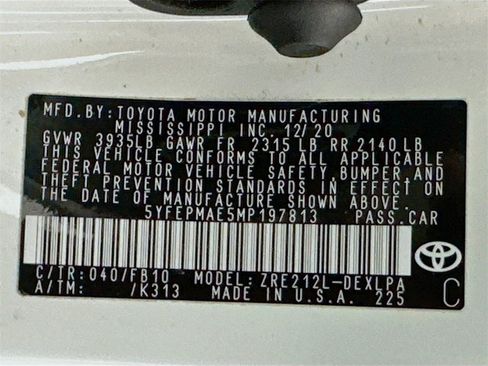 MFD. BY: TOYOTA MOTOR MANUFACTURING
MISSISSIPPI INC. 12/20
GVWR 3935LB GAWR FR 2315LB RR 2140LB
THIS VEHICLE CONFORMS TO ALL APPLICABLE
FEDERAL MOTOR VEHICLE SAFETY, BUMPER, AND
THEFT PREVENTION STANDARDS IN EFFECT ON
THE DATE OF MANUFACTURE SHOWN ABOVE.
5YFEPMAE5MP197813 PASS. CAR
TOYOTA
C/TR: 040/FB10 MODEL: ZRE212L-DEXLPA
A/TM: /K313 MADE IN U.S.A. 225 C